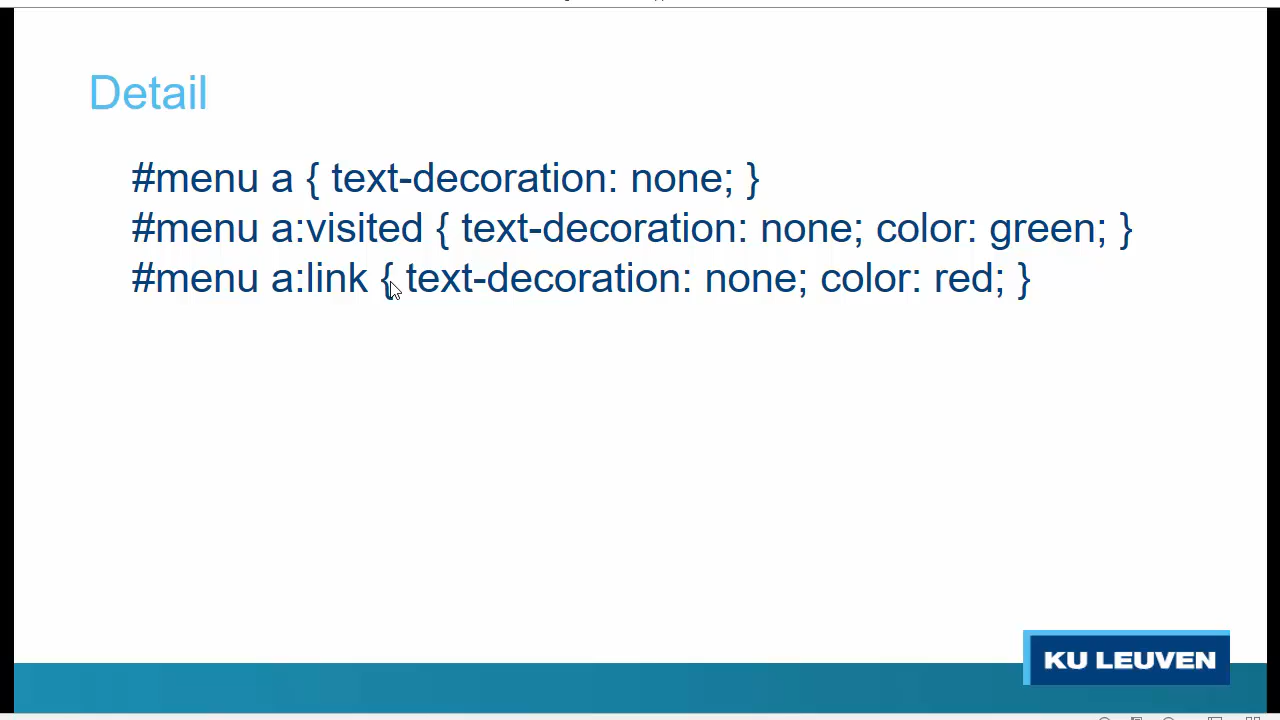 Detail
#menu a { text-decoration: none; }
#menu a:visited { text-decoration: none; color: green; }
#menu a:link { text-decoration: none; color: red; }
KU LEUVEN